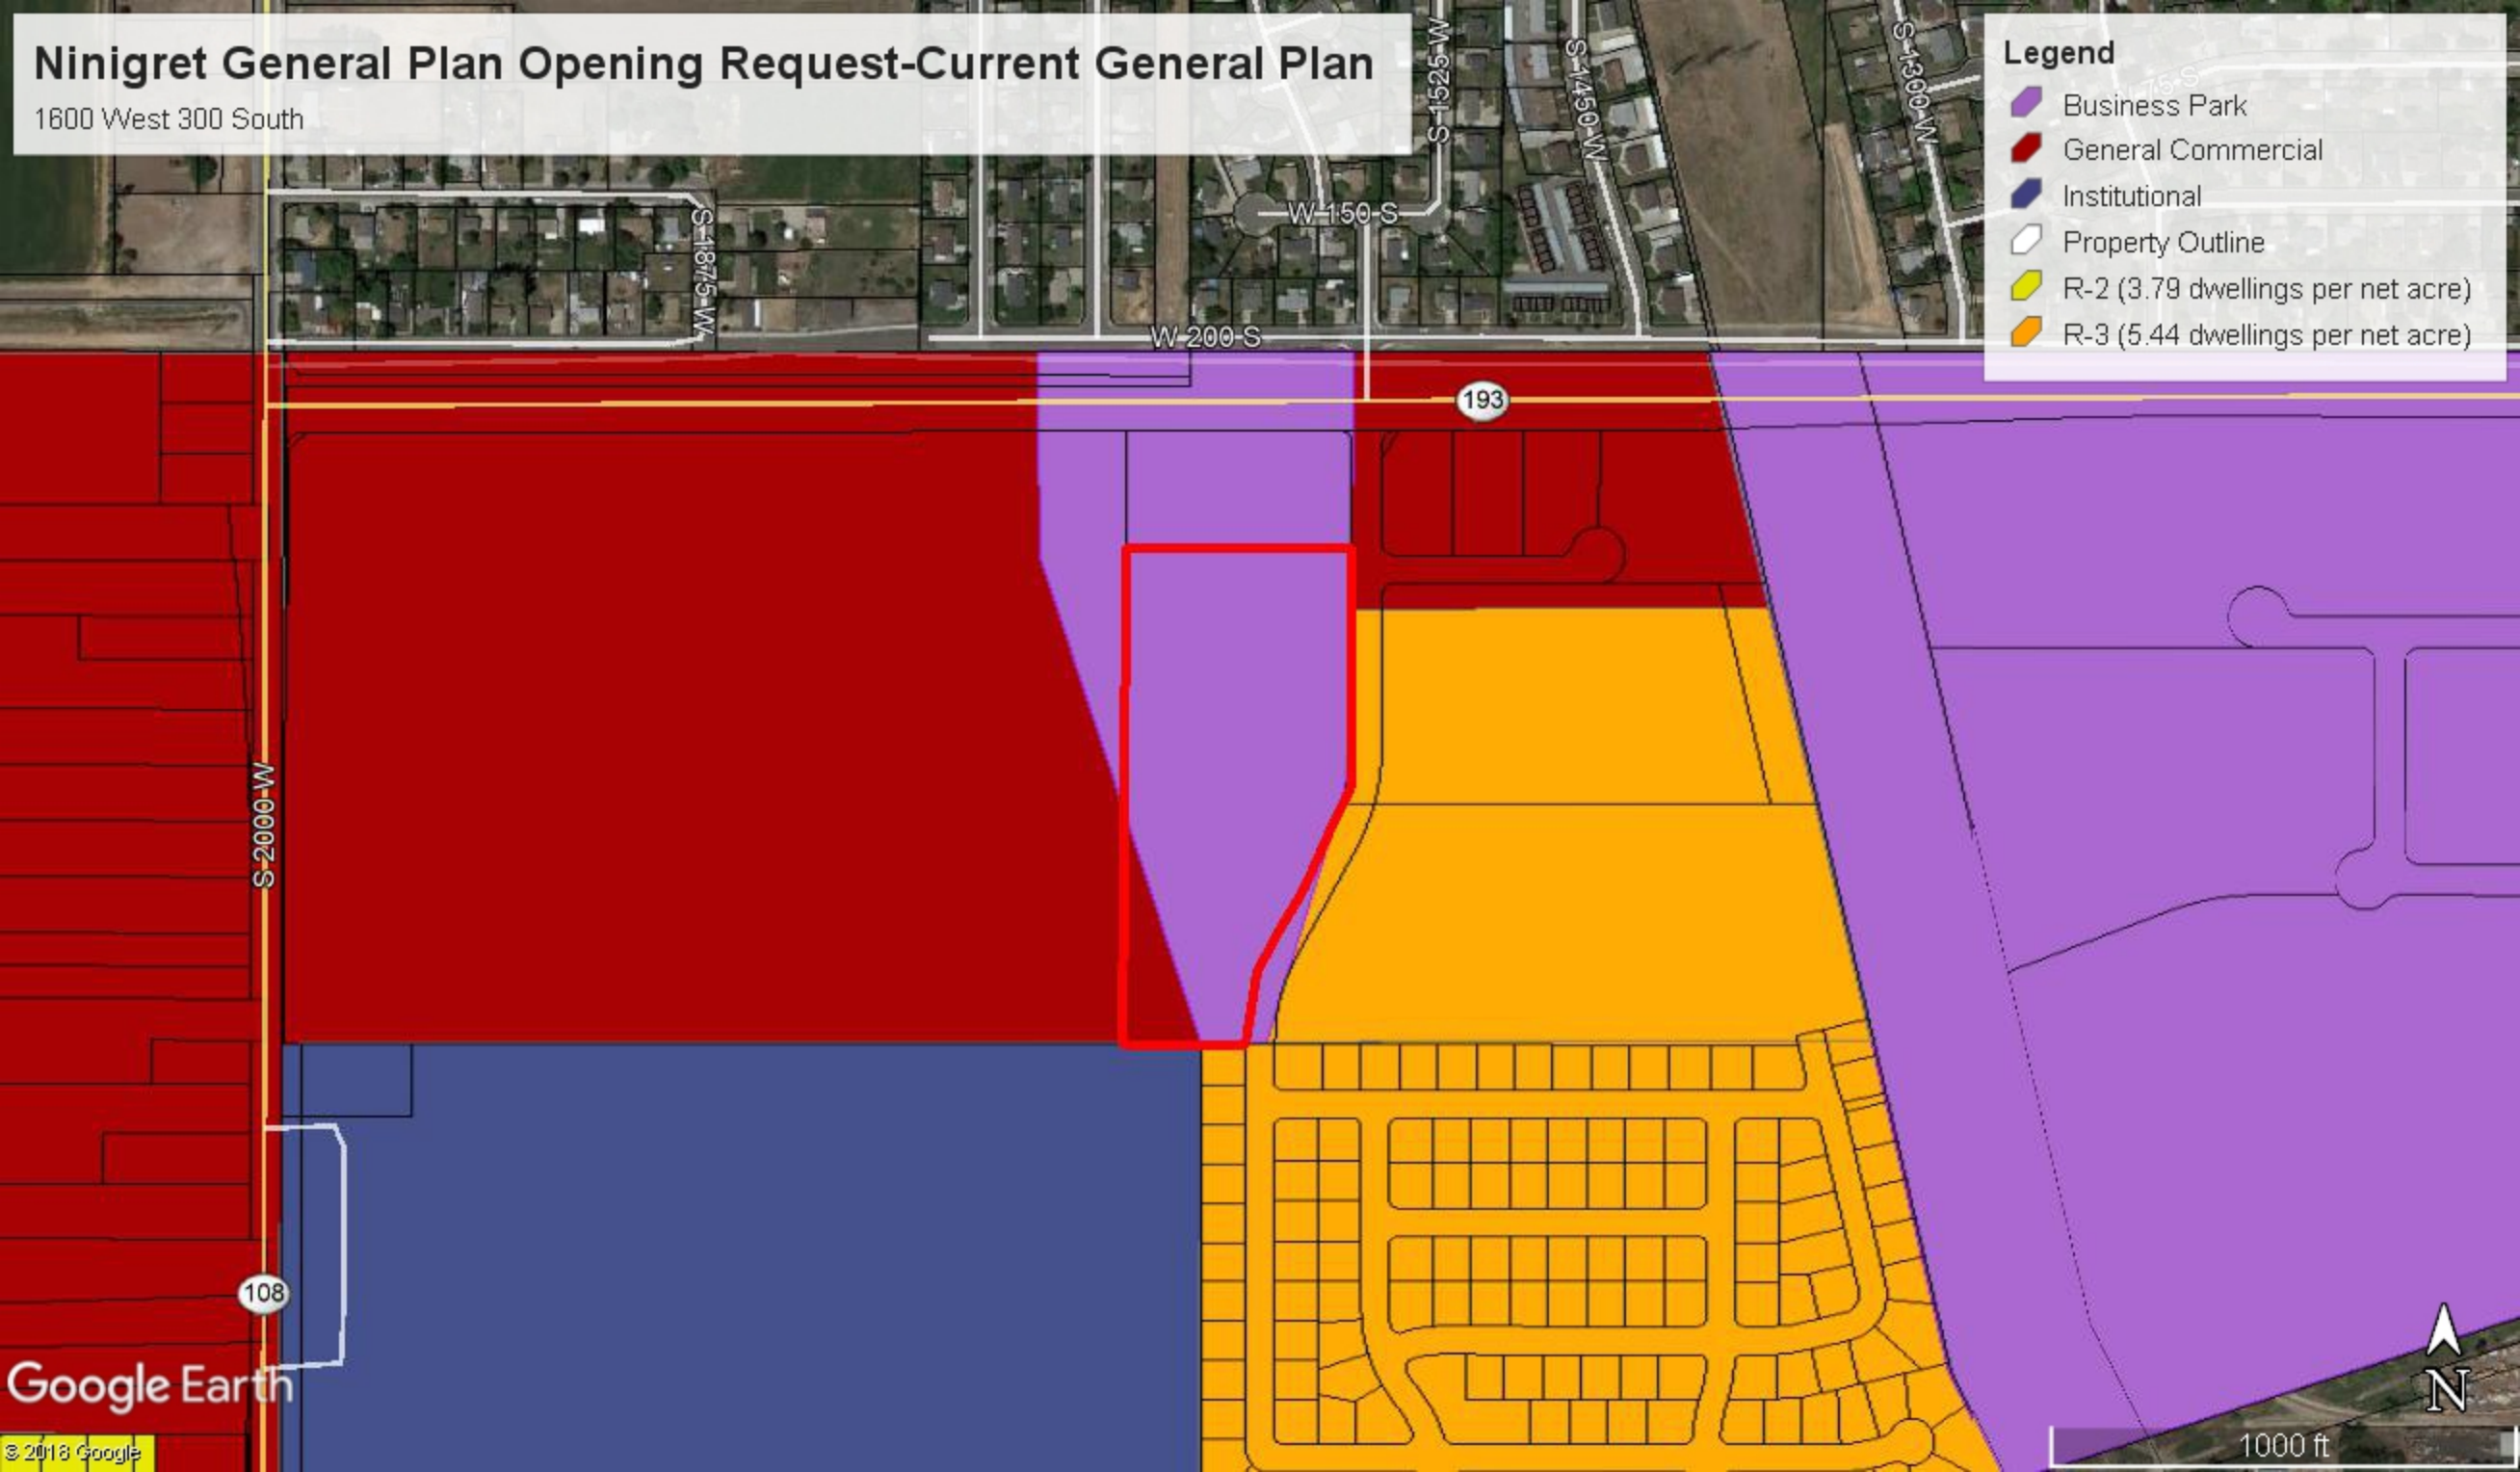 Ninigret General Plan Opening Request-Current General Plan
1600 West 300 South
Legend
Business Park
General Commercial
Institutional
Property Outline
R-2 (3.79 dwellings per net acre)
R-3 (5.44 dwellings per net acre)
S 1525 W
S 1450 W
S 1300 W
75 S
W 150 S
S 1875 W
W 200 S
193
S 2000 W
108
Google Earth
© 2018 Google
N
1000 ft